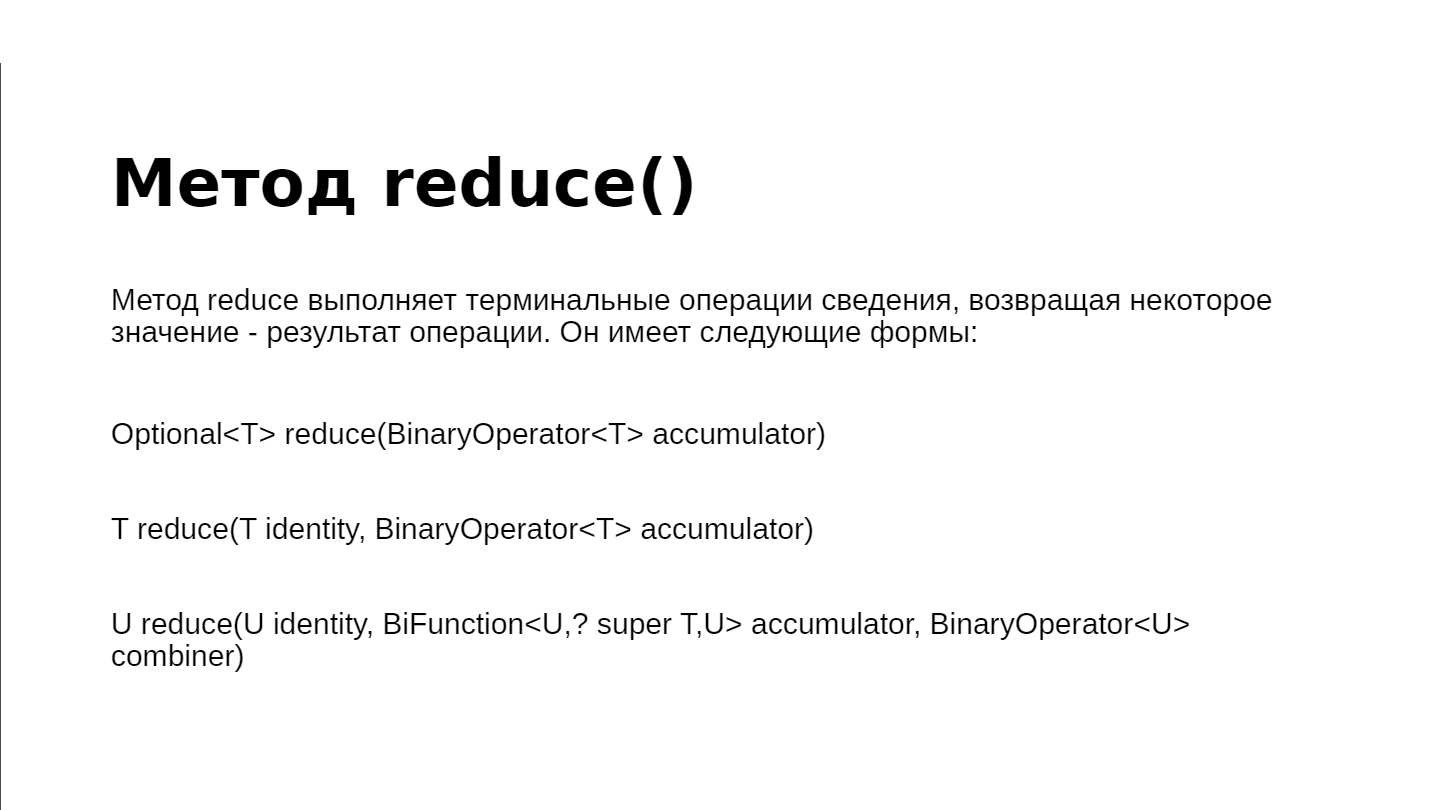 Метод reduce()
Метод reduce выполняет терминальные операции сведения, возвращая некоторое
значение - результат операции. Он имеет следующие формы:
Optional<T> reduce(BinaryOperator<T> accumulator)
T reduce(T identity, BinaryOperator<T> accumulator)
U reduce(U identity, BiFunction<U,? super T,U> accumulator, BinaryOperator<U>
combiner)